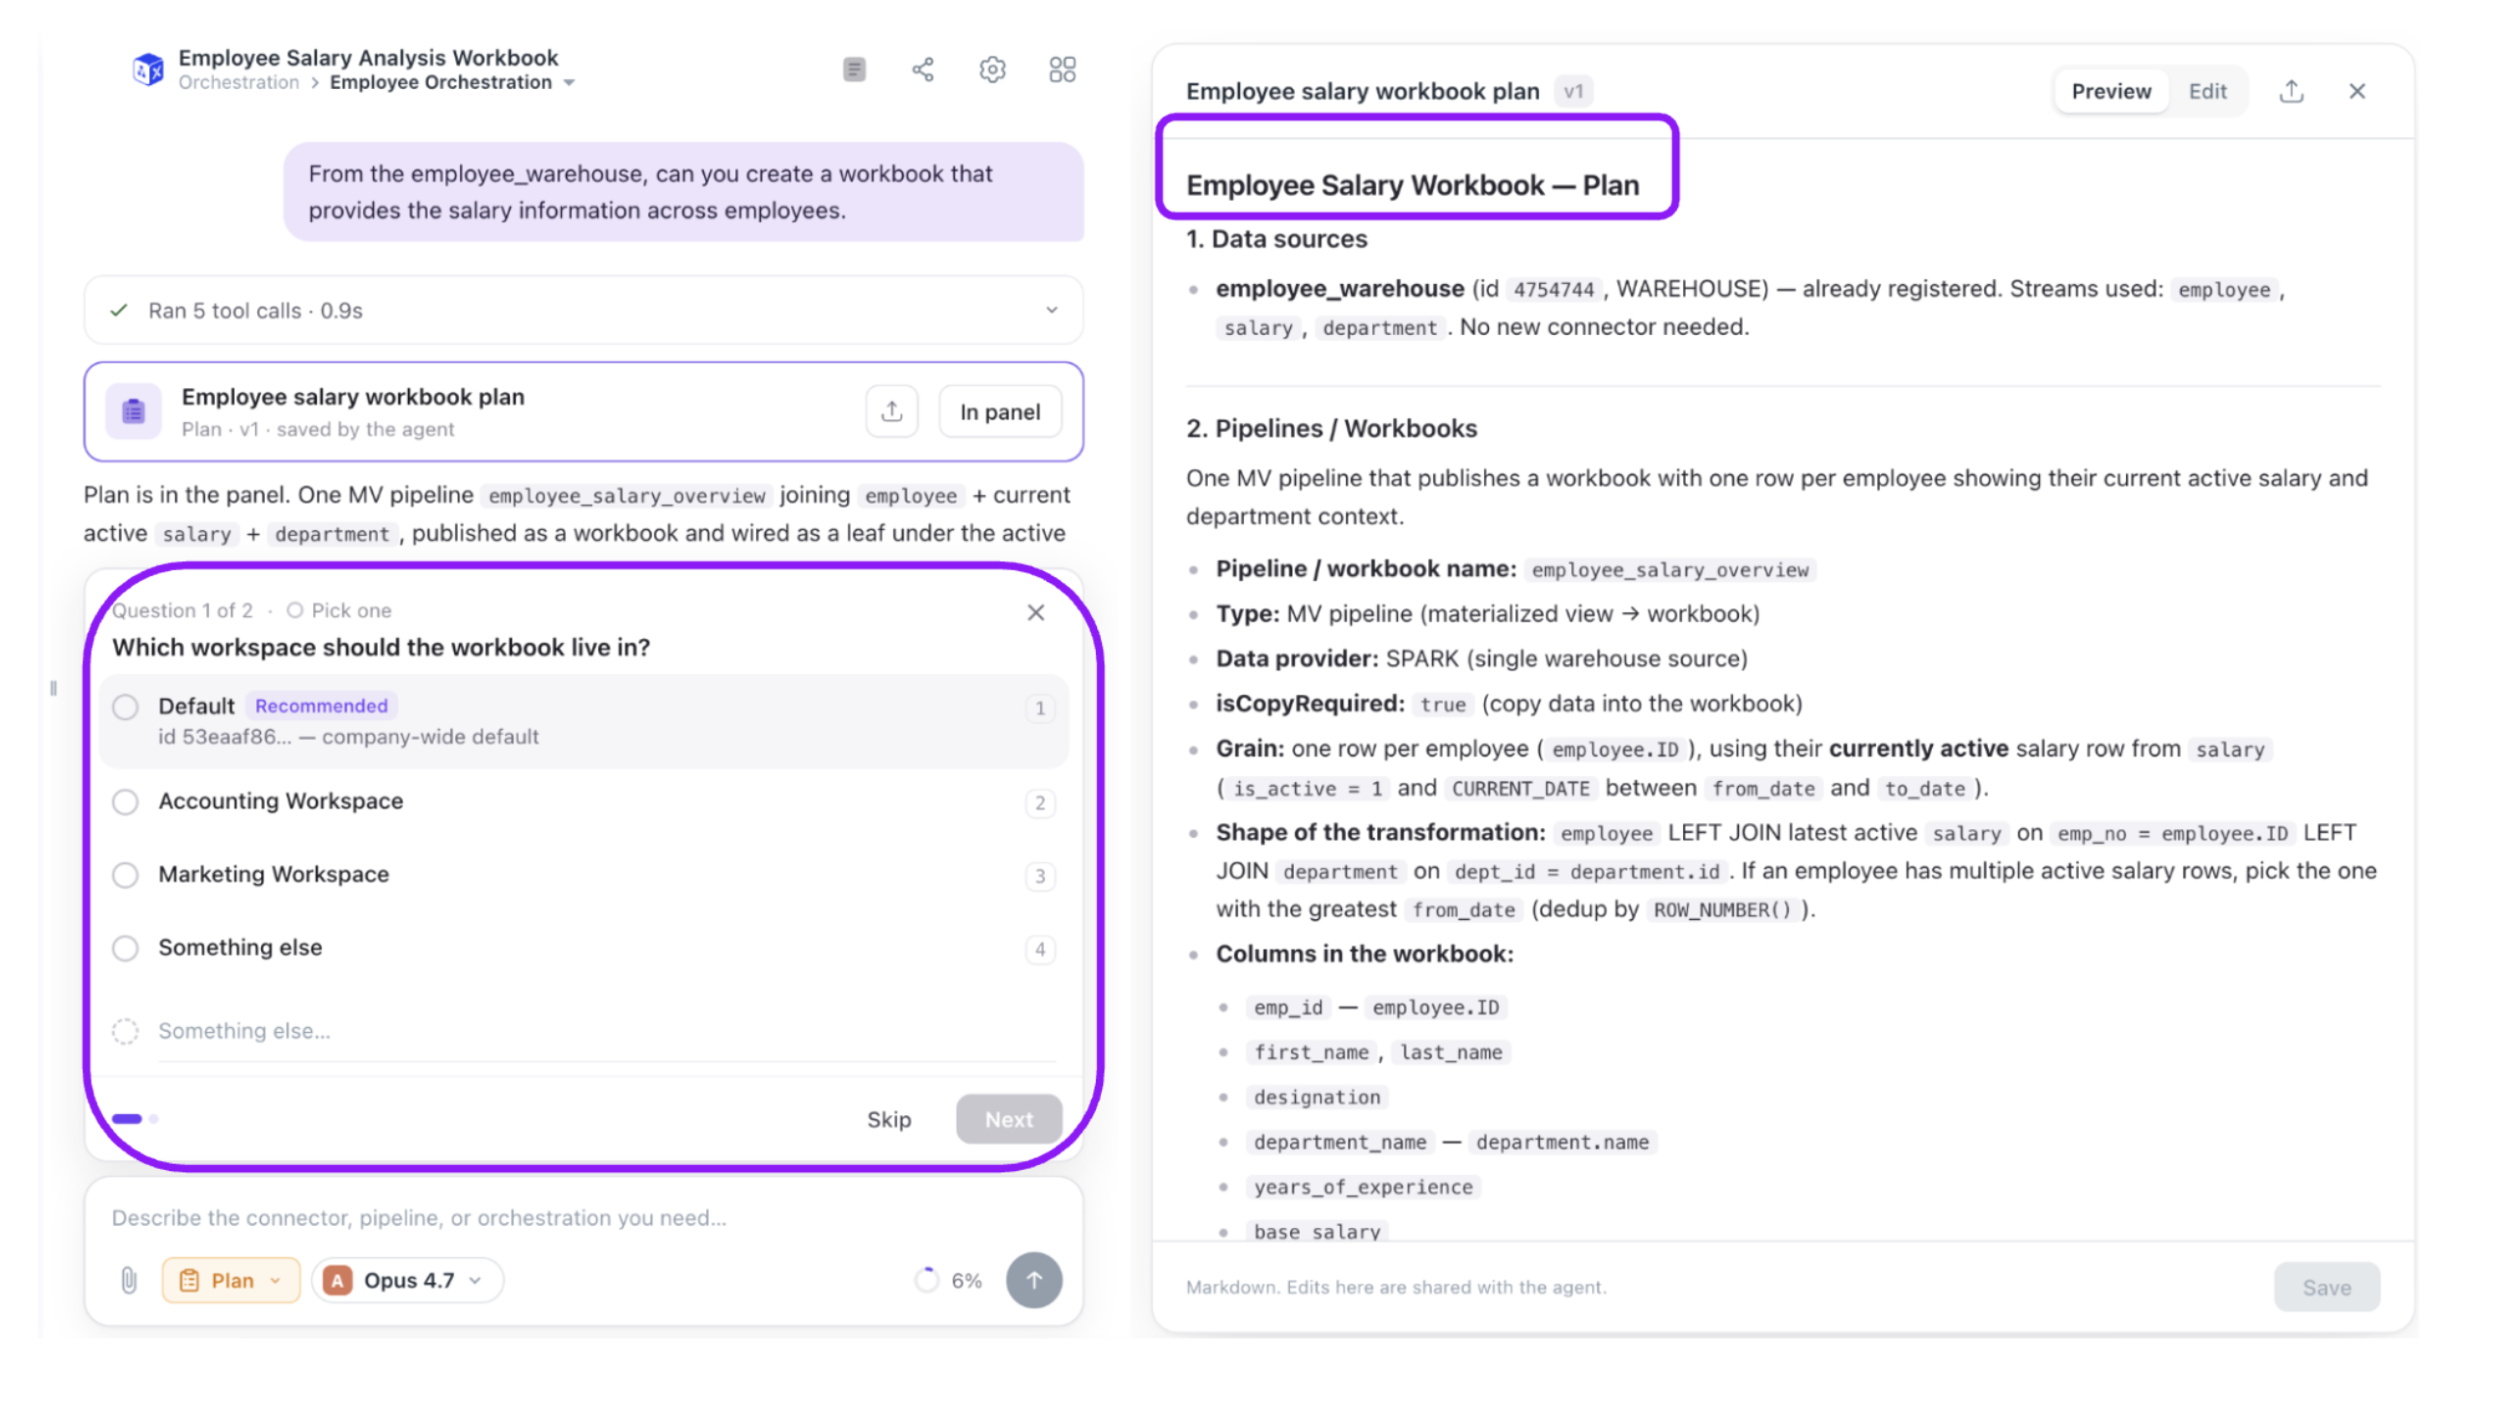 Employee Salary Analysis Workbook
Orchestration > Employee Orchestration
From the employee_warehouse, can you create a workbook that
provides the salary information across employees.
Ran 5 tool calls · 0.9s
Employee salary workbook plan
Plan · v1 · saved by the agent
In panel
Plan is in the panel. One MV pipeline employee_salary_overview joining employee + current
active salary + department, published as a workbook and wired as a leaf under the active
Question 1 of 2 · Pick one
Which workspace should the workbook live in?
Default Recommended 1
id 53eaaf86... — company-wide default
Accounting Workspace 2
Marketing Workspace 3
Something else 4
Something else...
Skip Next
Describe the connector, pipeline, or orchestration you need...
Plan A Opus 4.7 6%
Employee salary workbook plan v1 Preview Edit
Employee Salary Workbook — Plan
1. Data sources
• employee_warehouse (id 4754744, WAREHOUSE) — already registered. Streams used: employee,
salary, department. No new connector needed.
2. Pipelines / Workbooks
One MV pipeline that publishes a workbook with one row per employee showing their current active salary and
department context.
• Pipeline / workbook name: employee_salary_overview
• Type: MV pipeline (materialized view → workbook)
• Data provider: SPARK (single warehouse source)
• isCopyRequired: true (copy data into the workbook)
• Grain: one row per employee (employee.ID), using their currently active salary row from salary
(is_active = 1 and CURRENT_DATE between from_date and to_date).
• Shape of the transformation: employee LEFT JOIN latest active salary on emp_no = employee.ID LEFT
JOIN department on dept_id = department.id. If an employee has multiple active salary rows, pick the one
with the greatest from_date (dedup by ROW_NUMBER()).
• Columns in the workbook:
• emp_id — employee.ID
• first_name, last_name
• designation
• department_name — department.name
• years_of_experience
• base_salary
Markdown. Edits here are shared with the agent.
Save